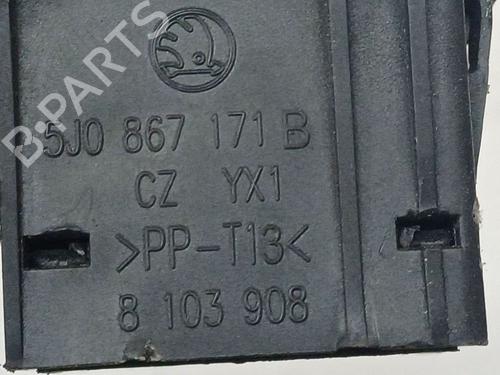 5J0 867 171 B
CZ YX1
>PP-T13<
8 103 908
B-PARTS